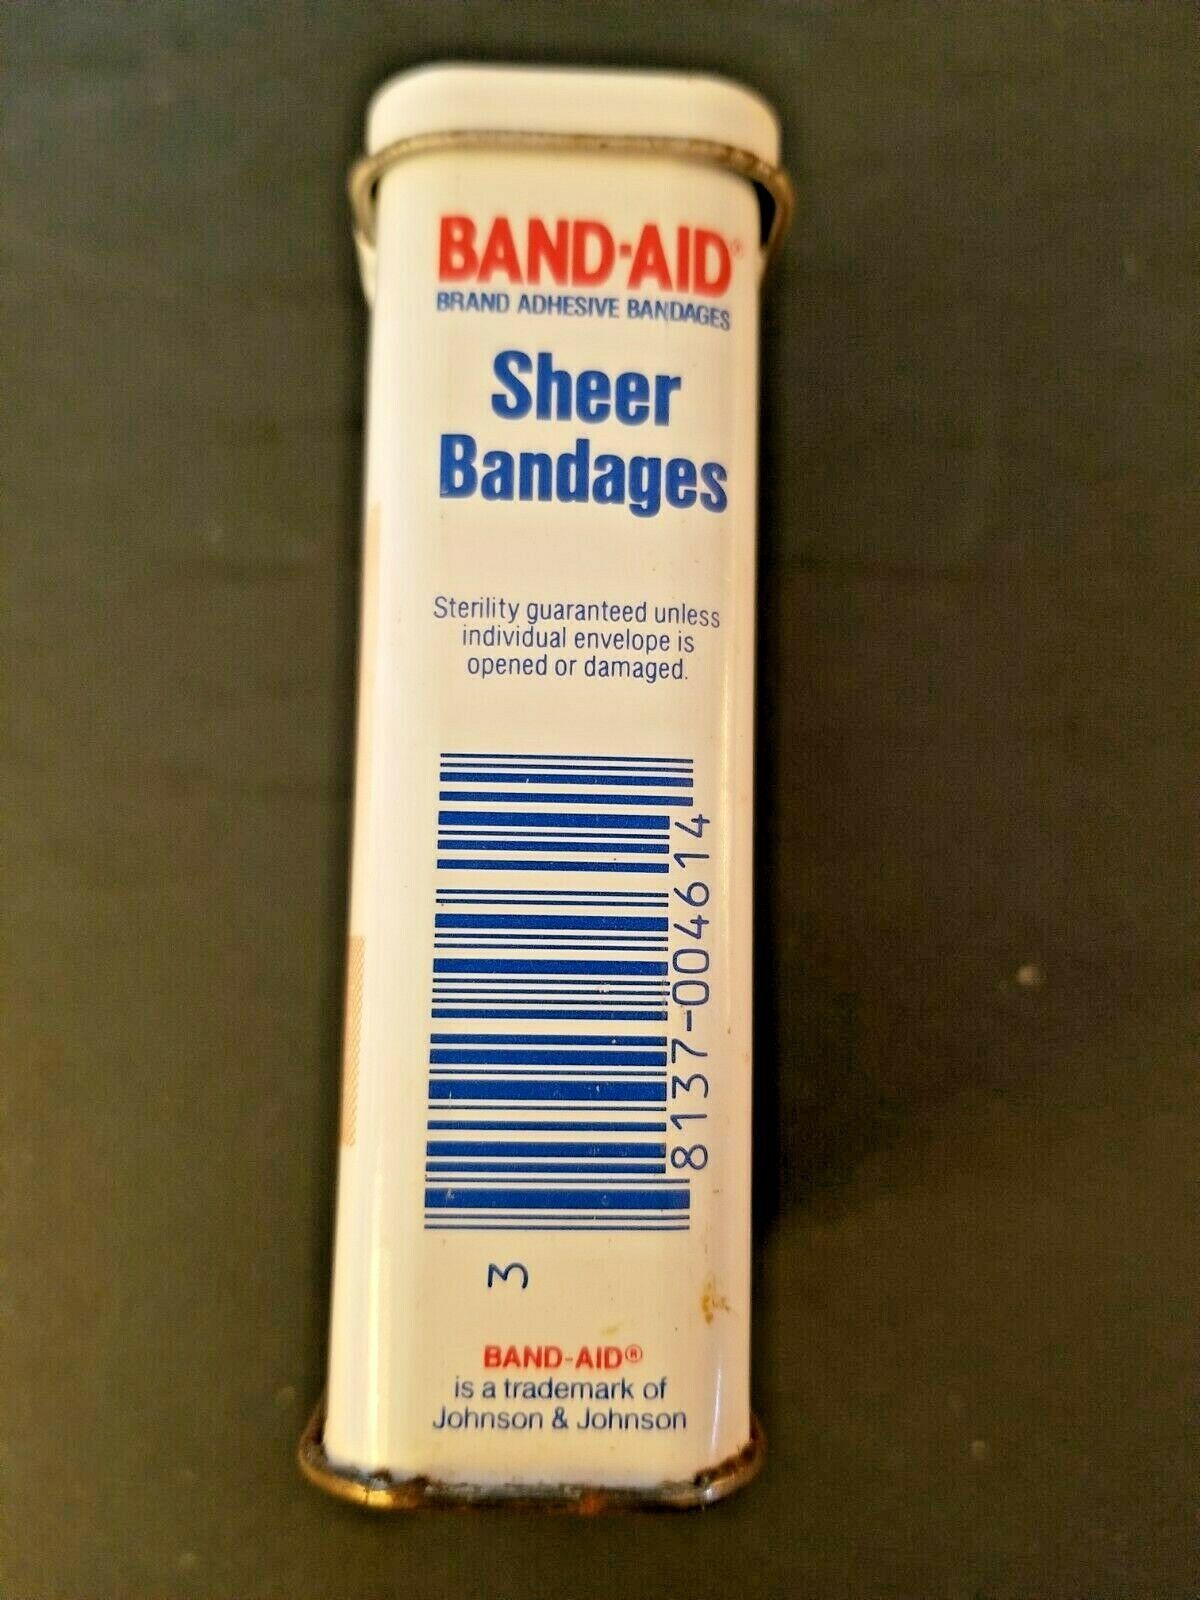 BAND-AID®
BRAND ADHESIVE BANDAGES
Sheer
Bandages
Sterility guaranteed unless
individual envelope is
opened or damaged.
8137-004614
3
BAND-AID®
is a trademark of
Johnson & Johnson